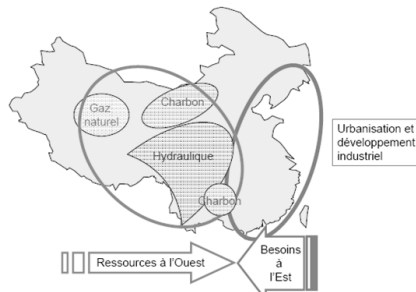 Gaz
naturel
Charbon
Hydraulique
Charbon
Urbanisation et
développement
industriel
Ressources à l'Ouest
Besoins
à
l'Est